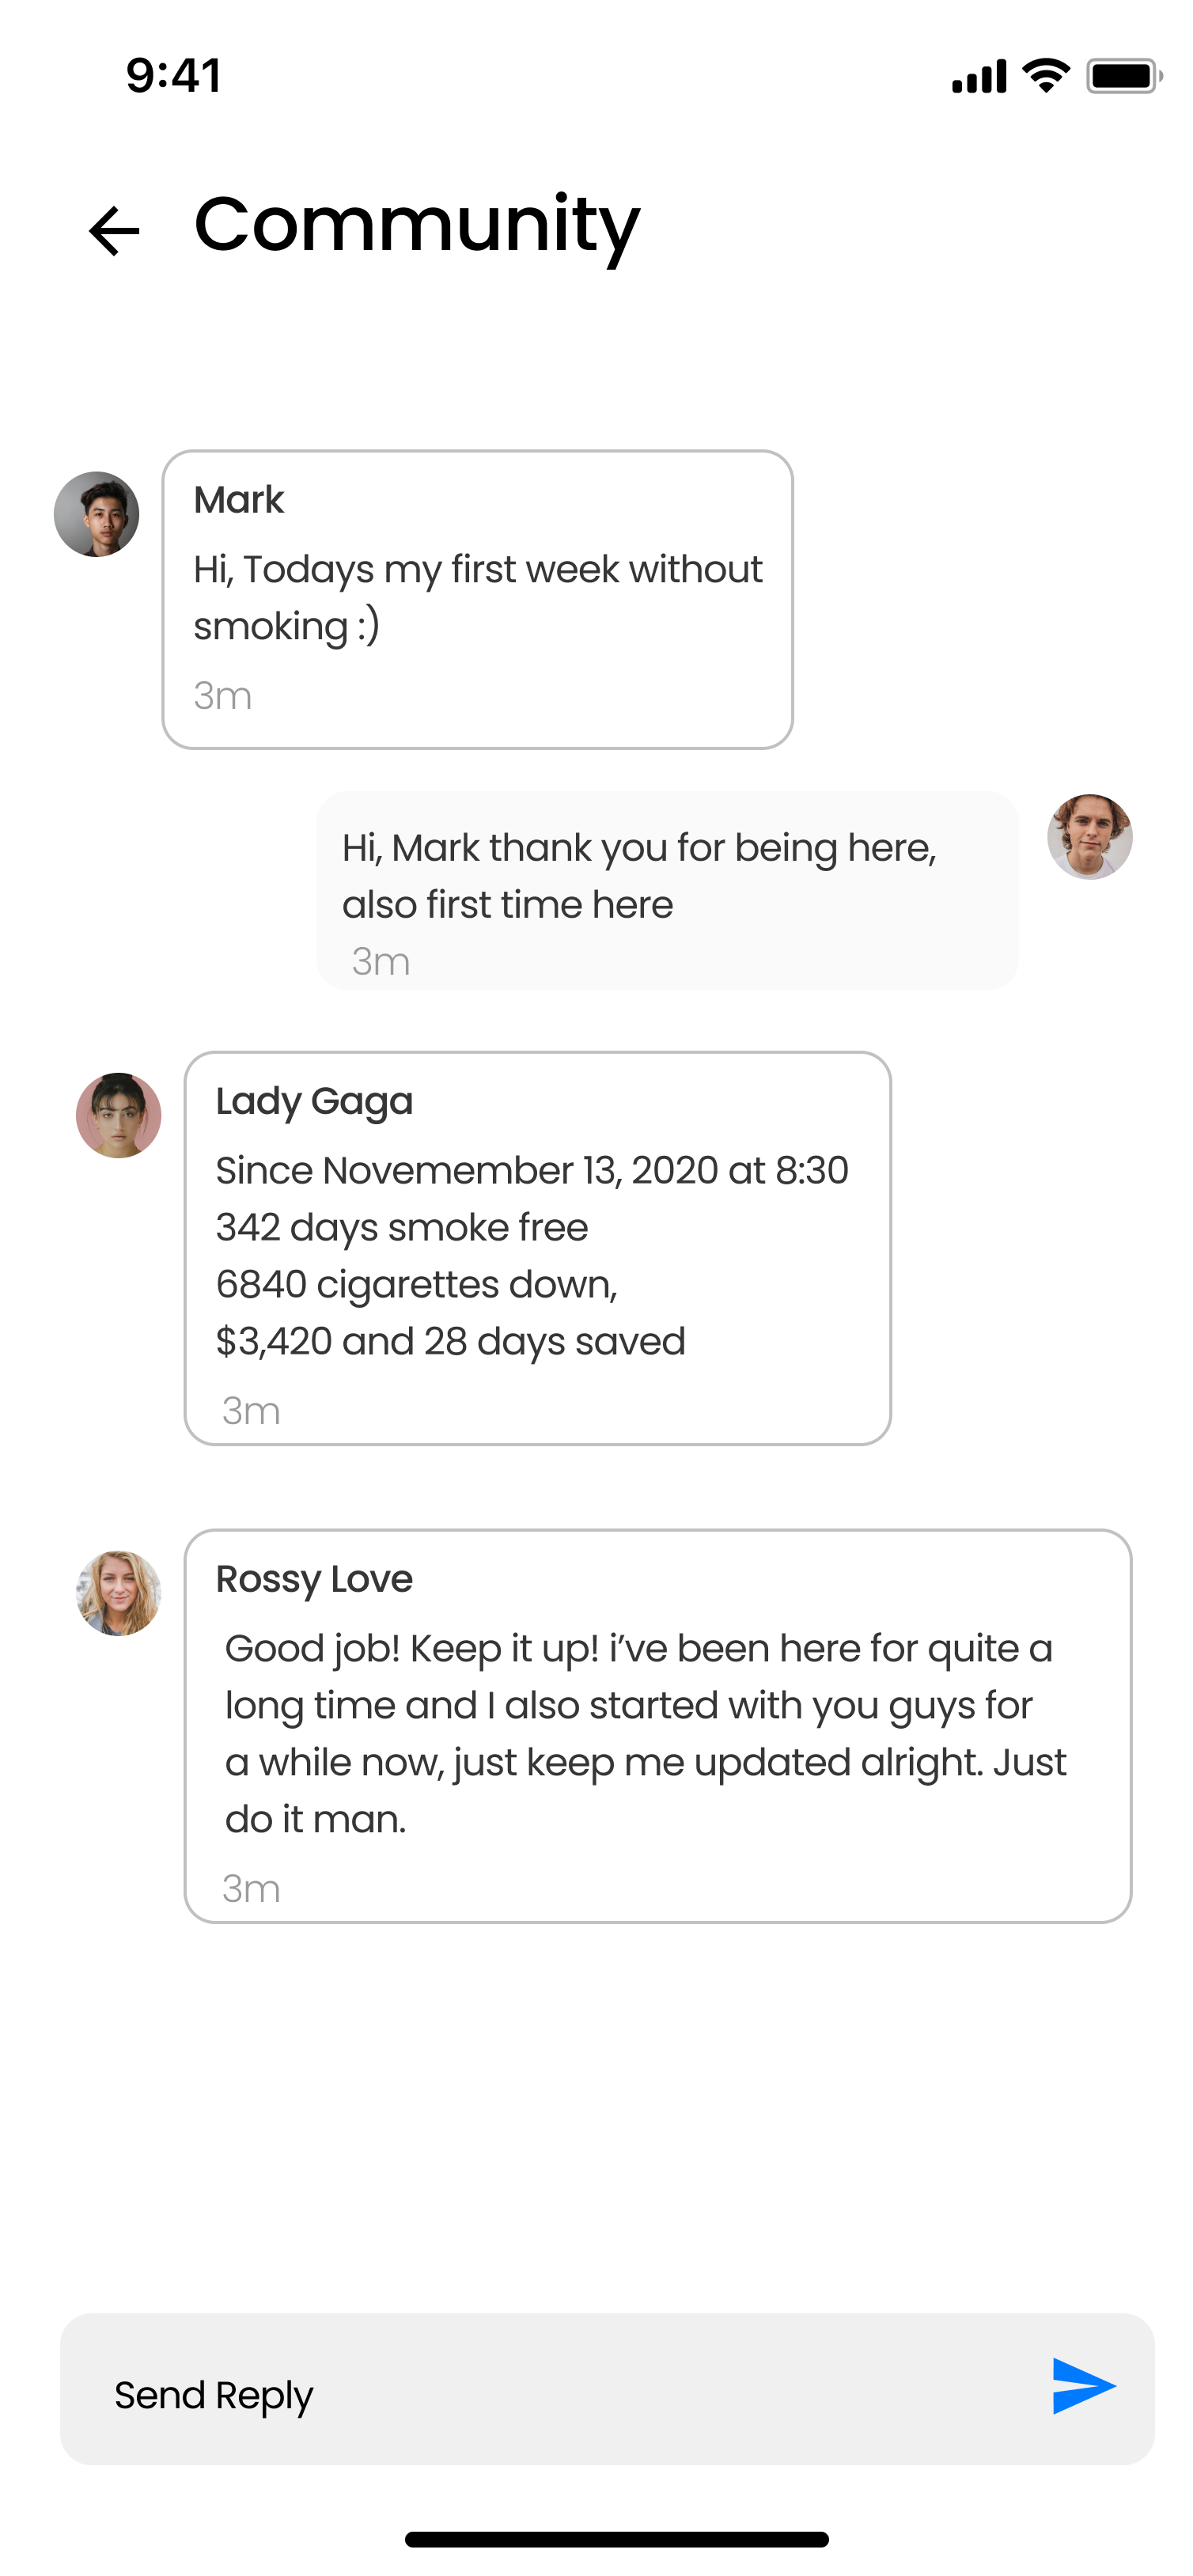 9:41
Community
Mark
Hi, Todays my first week without
smoking :)
3m
Hi, Mark thank you for being here,
also first time here
3m
Lady Gaga
Since Novemember 13, 2020 at 8:30
342 days smoke free
6840 cigarettes down,
$3,420 and 28 days saved
3m
Rossy Love
Good job! Keep it up! i’ve been here for quite a
long time and I also started with you guys for
a while now, just keep me updated alright. Just
do it man.
3m
Send Reply